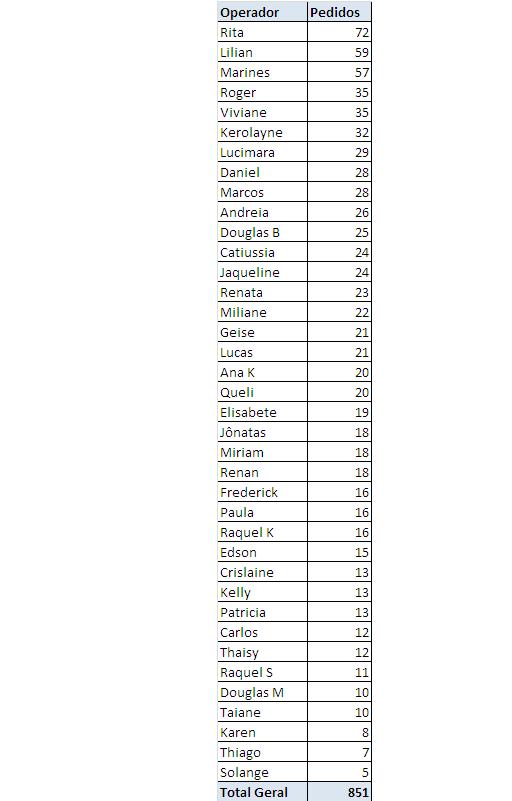 Operador Pedidos
Rita 72
Lilian 59
Marines 57
Roger 35
Viviane 35
Kerolayne 32
Lucimara 29
Daniel 28
Marcos 28
Andreia 26
Douglas B 25
Catiussia 24
Jaqueline 24
Renata 23
Miliane 22
Geise 21
Lucas 21
Ana K 20
Queli 20
Elisabete 19
Jônatas 18
Miriam 18
Renan 18
Frederick 16
Paula 16
Raquel K 16
Edson 15
Crislaine 13
Kelly 13
Patricia 13
Carlos 12
Thaisy 12
Raquel S 11
Douglas M 10
Taiane 10
Karen 8
Thiago 7
Solange 5
Total Geral 851